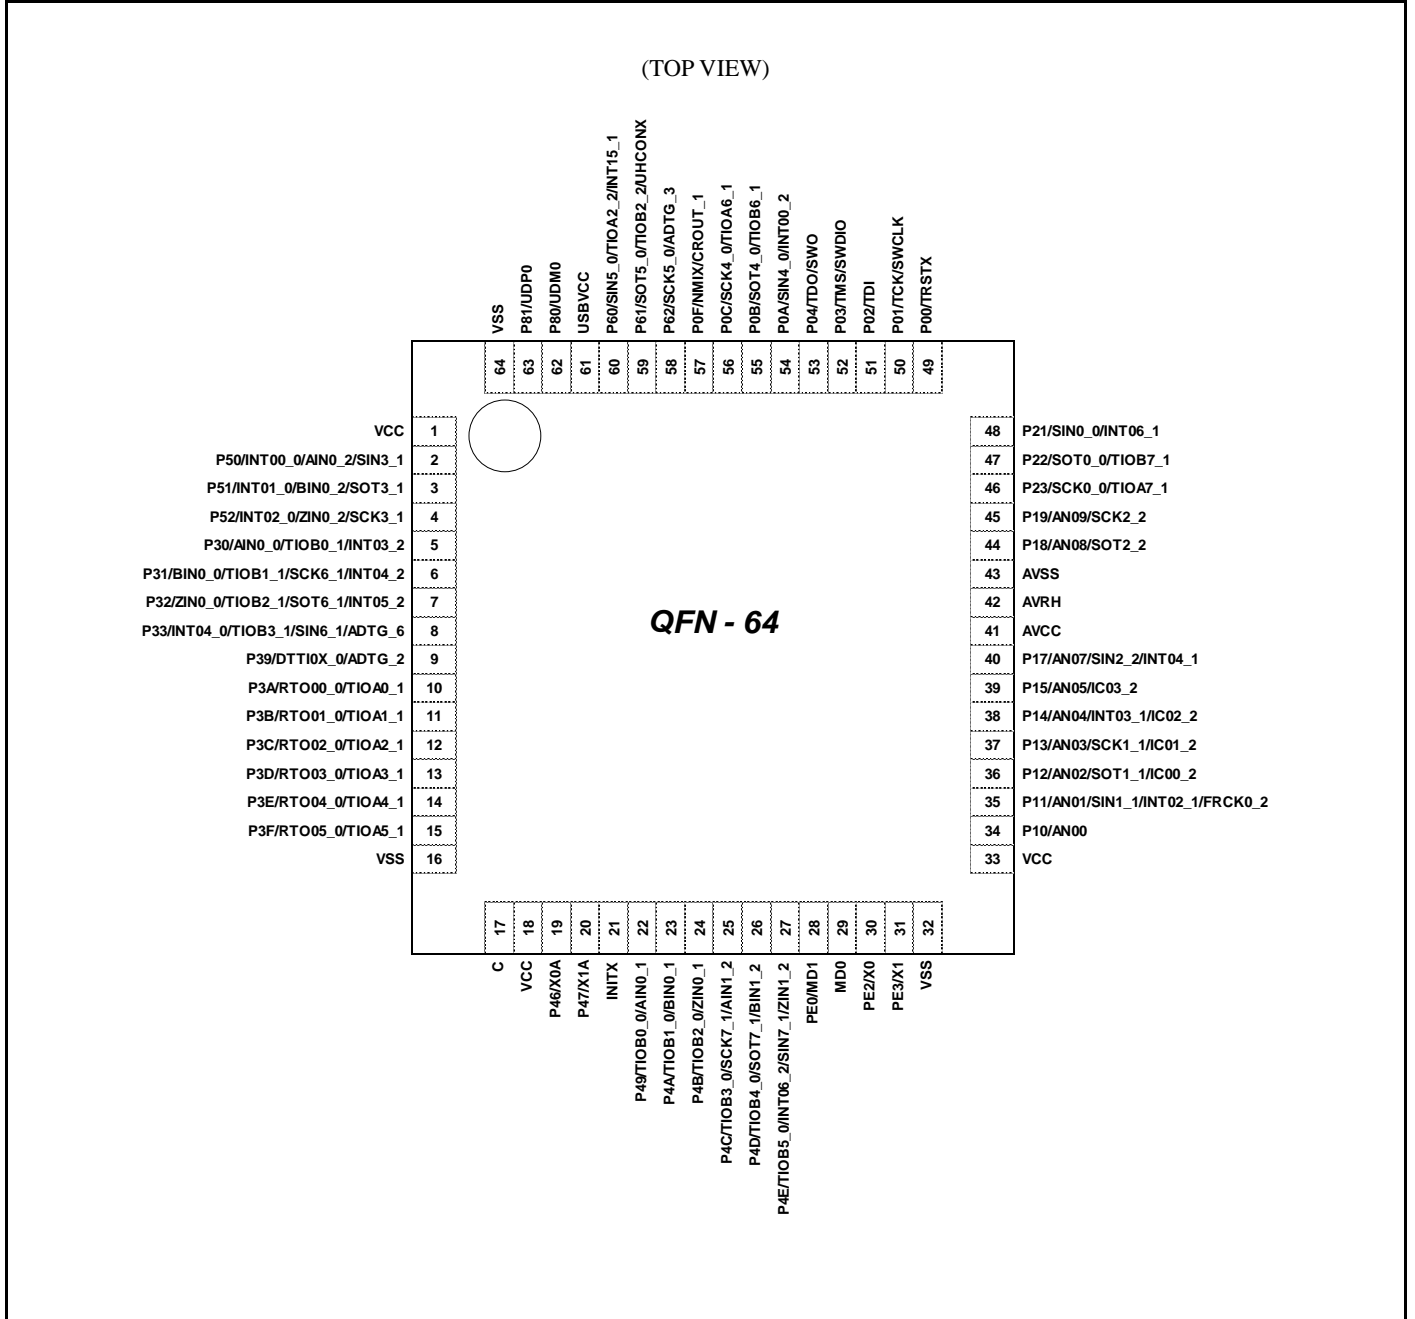 (TOP VIEW)
VSS
P81/UDP0
P80/UDM0
USBVCC
P60/SIN5_0/TIOA2_2/INT15_1
P61/SOT5_0/TIOB2_2/UHCONX
P62/SCK5_0/ADTG_3
P0F/NMIX/CROUT_1
P0C/SCK4_0/TIOA6_1
P0B/SOT4_0/TIOB6_1
P0A/SIN4_0/INT00_2
P04/TDO/SWO
P03/TMS/SWDIO
P02/TDI
P01/TCK/SWCLK
P00/TRSTX
64
63
62
61
60
59
58
57
56
55
54
53
52
51
50
49
VCC 1
P50/INT00_0/AIN0_2/SIN3_1 2
P51/INT01_0/BIN0_2/SOT3_1 3
P52/INT02_0/ZIN0_2/SCK3_1 4
P30/AIN0_0/TIOB0_1/INT03_2 5
P31/BIN0_0/TIOB1_1/SCK6_1/INT04_2 6
P32/ZIN0_0/TIOB2_1/SOT6_1/INT05_2 7
P33/INT04_0/TIOB3_1/SIN6_1/ADTG_6 8
P39/DTTI0X_0/ADTG_2 9
P3A/RTO00_0/TIOA0_1 10
P3B/RTO01_0/TIOA1_1 11
P3C/RTO02_0/TIOA2_1 12
P3D/RTO03_0/TIOA3_1 13
P3E/RTO04_0/TIOA4_1 14
P3F/RTO05_0/TIOA5_1 15
VSS 16
QFN - 64
48 P21/SIN0_0/INT06_1
47 P22/SOT0_0/TIOB7_1
46 P23/SCK0_0/TIOA7_1
45 P19/AN09/SCK2_2
44 P18/AN08/SOT2_2
43 AVSS
42 AVRH
41 AVCC
40 P17/AN07/SIN2_2/INT04_1
39 P15/AN05/IC03_2
38 P14/AN04/INT03_1/IC02_2
37 P13/AN03/SCK1_1/IC01_2
36 P12/AN02/SOT1_1/IC00_2
35 P11/AN01/SIN1_1/INT02_1/FRCK0_2
34 P10/AN00
33 VCC
17
18
19
20
21
22
23
24
25
26
27
28
29
30
31
32
C
VCC
P46/X0A
P47/X1A
INITX
P49/TIOB0_0/AIN0_1
P4A/TIOB1_0/BIN0_1
P4B/TIOB2_0/ZIN0_1
P4C/TIOB3_0/SCK7_1/AIN1_2
P4D/TIOB4_0/SOT7_1/BIN1_2
P4E/TIOB5_0/INT06_2/SIN7_1/ZIN1_2
PE0/MD1
MD0
PE2/X0
PE3/X1
VSS